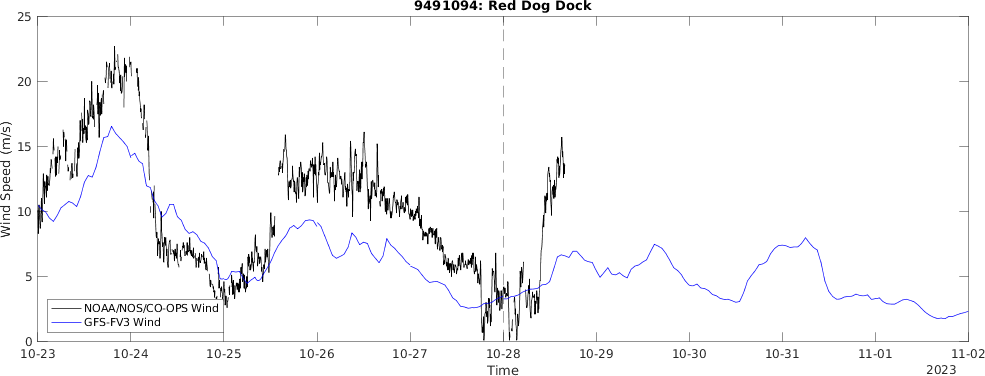 9491094: Red Dog Dock
25
20
15
10
5
0
Wind Speed (m/s)
NOAA/NOS/CO-OPS Wind
GFS-FV3 Wind
10-23 10-24 10-25 10-26 10-27 10-28 10-29 10-30 10-31 11-01 11-02
Time
2023